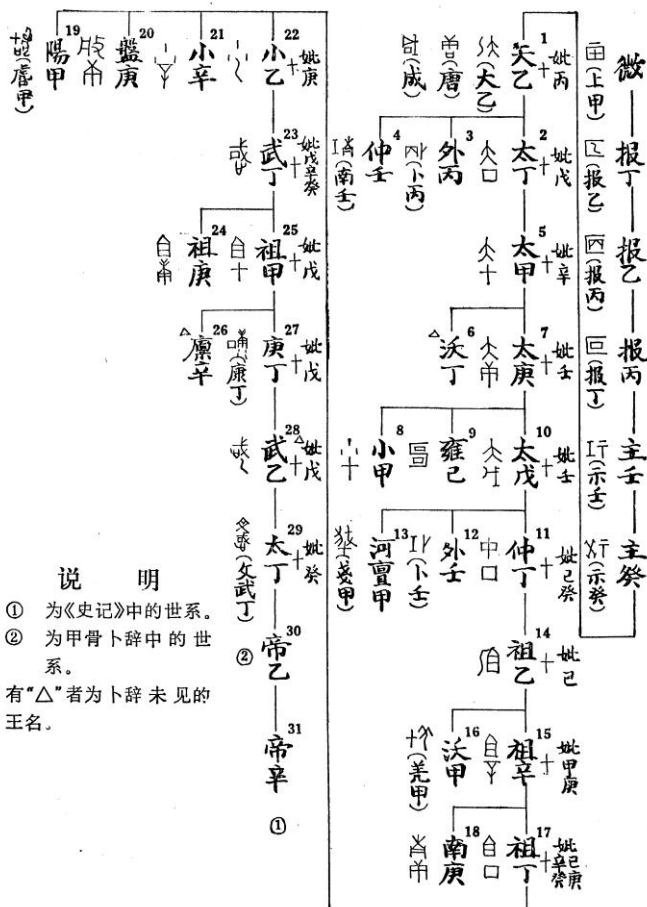 微
(上甲)
报丁
(报乙)
报乙
(报丙)
报丙
(报丁)
主壬
(示壬)
主癸
(示癸)
1
天乙
妣丙
(大乙)
(唐)
(成)
2
太丁
妣戊
3
外丙
(卜丙)
4
仲壬
(南壬)
5
太甲
妣辛
7
太庚
妣壬
6
△沃丁
10
太戊
妣壬
9
雍己
8
小甲
11
仲丁
妣己癸
12
外壬
(卜壬)
13
河亶甲
(戔甲)
14
祖乙
妣己
15
祖辛
妣甲庚
16
沃甲
(羌甲)
17
祖丁
妣己庚辛癸
18
南庚
22
小乙
妣庚
21
小辛
20
盤庚
19
陽甲
23
武丁
妣戊辛癸
25
祖甲
妣戊
24
祖庚
27
庚丁
妣戊
(康丁)
26
△廪辛
28
武乙
△妣戊
29
太丁
妣癸
(文武丁)
30
帝乙
②
31
帝辛
①
说 明
① 为《史记》中的世系。
② 为甲骨卜辞中的世
系。
有“△”者为卜辞未见的
王名。